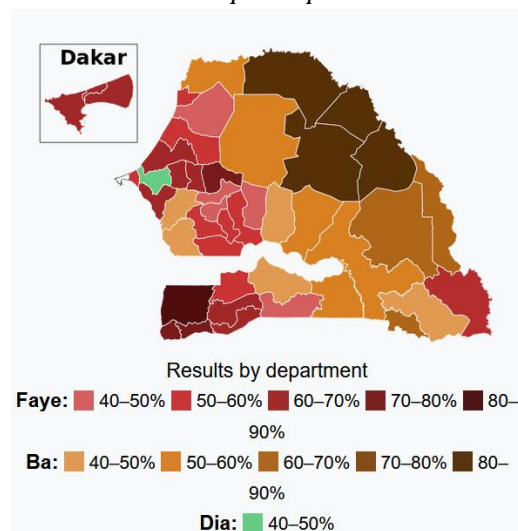 Dakar
Results by department
Faye: 40–50% 50–60% 60–70% 70–80% 80–
90%
Ba: 40–50% 50–60% 60–70% 70–80% 80–
90%
Dia: 40–50%